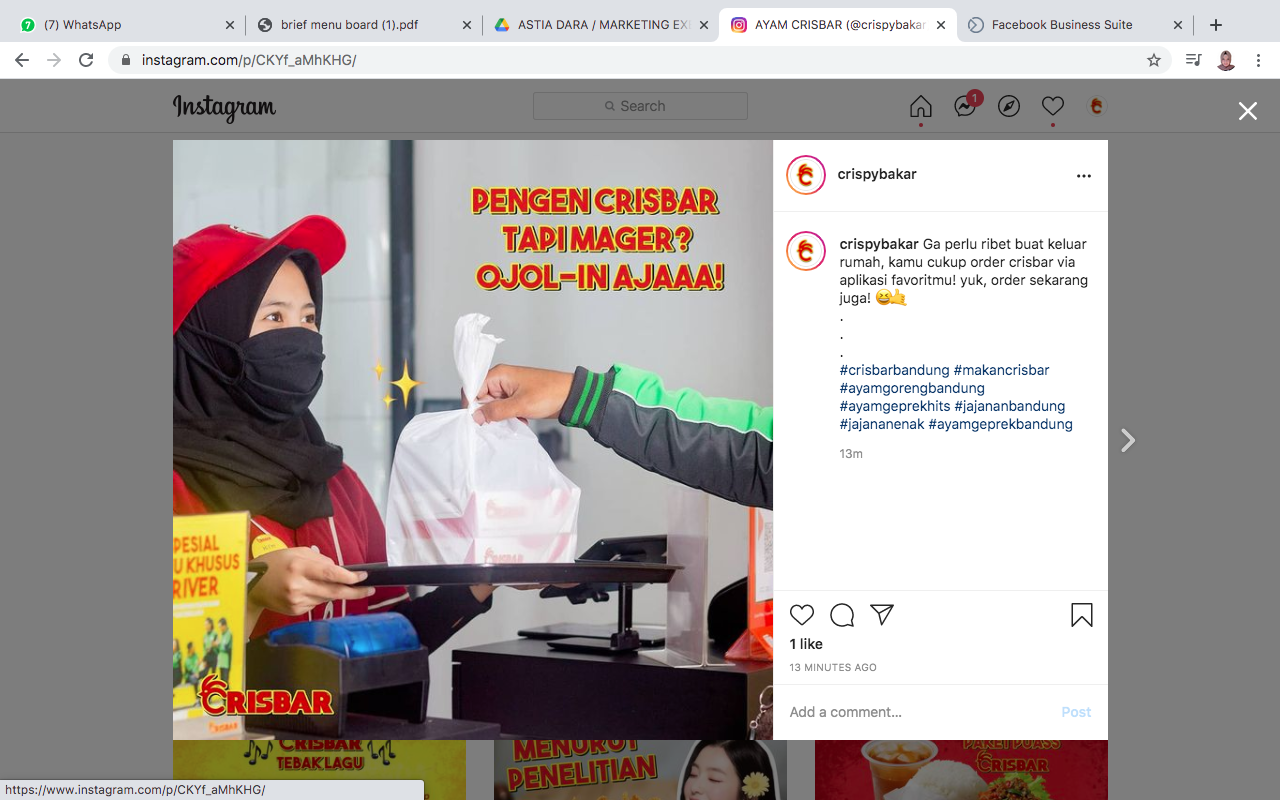 (7) WhatsApp
brief menu board (1).pdf
ASTIA DARA / MARKETING EX
AYAM CRISBAR (@crispybakar
Facebook Business Suite
instagram.com/p/CKYf_aMhKHG/
Instagram
Search
1
PENGEN CRISBAR
TAPI MAGER?
OJOL-IN AJAAA!
PESIAL
U KHUSUS
RIVER
CRISBAR
CRISBAR
CRISBAR
crispybakar
crispybakar Ga perlu ribet buat keluar
rumah, kamu cukup order crisbar via
aplikasi favoritmu! yuk, order sekarang
juga! 😆🤙
.
.
.
#crisbarbandung #makancrisbar
#ayamgorengbandung
#ayamgeprekhits #jajananbandung
#jajananenak #ayamgeprekbandung
13m
1 like
13 MINUTES AGO
Add a comment...
Post
CRISBAR
TEBAK LAGU
MENURUT
PENELITIAN
PAKET PUASS
CRISBAR
https://www.instagram.com/p/CKYf_aMhKHG/